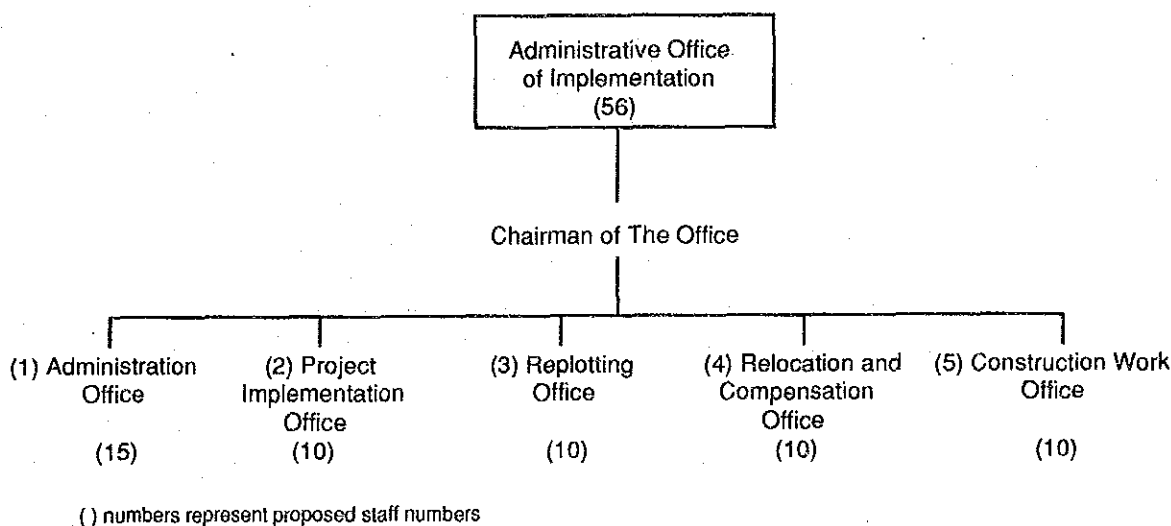 Administrative Office
of Implementation
(56)
Chairman of The Office
(1) Administration
Office
(15)
(2) Project
Implementation
Office
(10)
(3) Replotting
Office
(10)
(4) Relocation and
Compensation
Office
(10)
(5) Construction Work
Office
(10)
( ) numbers represent proposed staff numbers